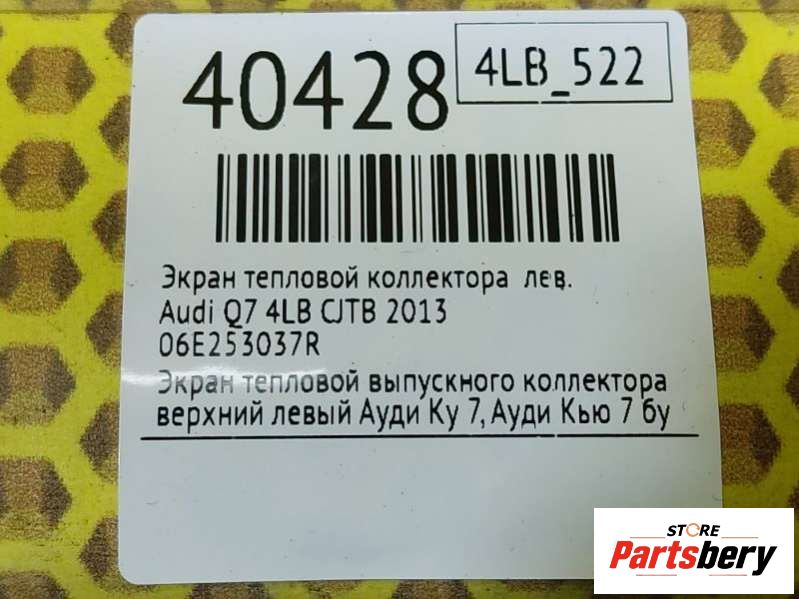 40428
4LB_522
Экран тепловой коллектора лев.
Audi Q7 4LB CJTB 2013
06E253037R
Экран тепловой выпускного коллектора
верхний левый Ауди Ку 7, Ауди Кью 7 бу
STORE
Partsbery